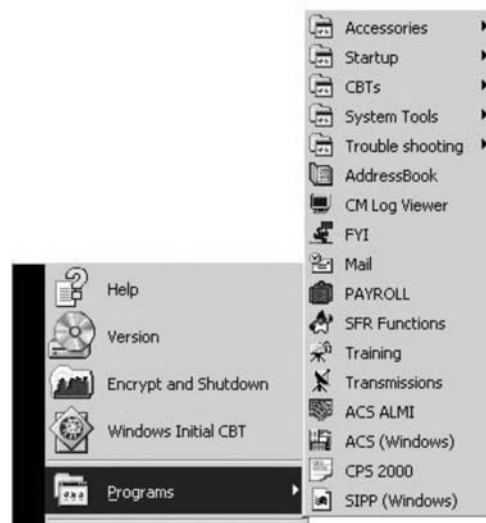 Accessories
Startup
CBTs
System Tools
Trouble shooting
AddressBook
CM Log Viewer
FYI
Mail
PAYROLL
SFR Functions
Training
Transmissions
ACS ALMI
ACS (Windows)
CPS 2000
SIPP (Windows)
Help
Version
Encrypt and Shutdown
Windows Initial CBT
Programs